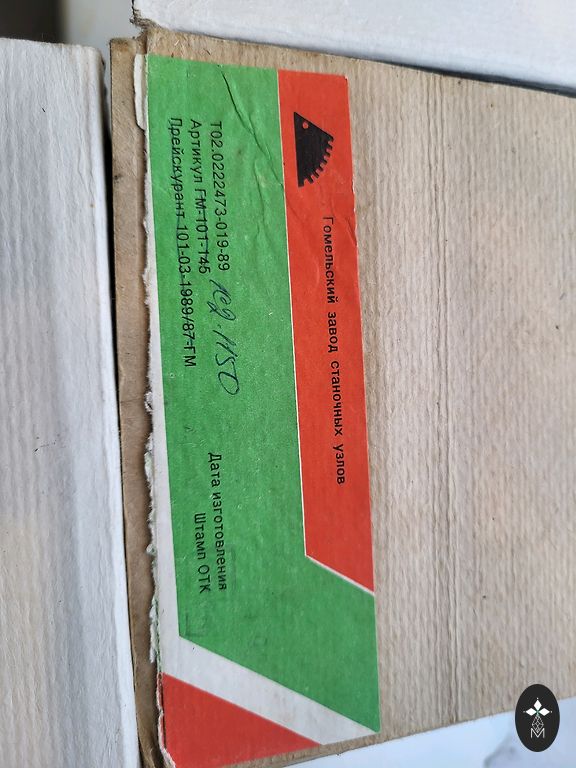 Гомельский завод станочных узлов
Т02.0222473-019-89
Артикул ГМ-101-145
Прейскурант 101-03-1989/87-ГМ
Дата изготовления
Штамп ОТК